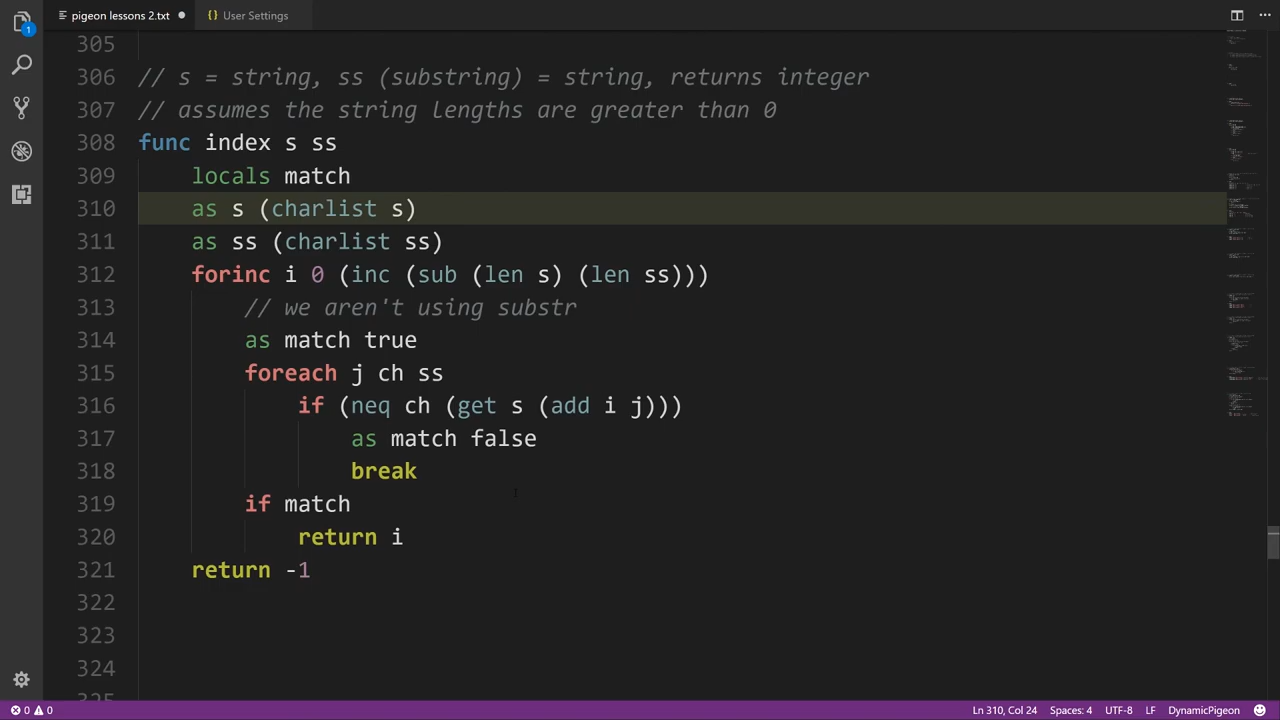 pigeon lessons 2.txt
{} User Settings
1
305
306 // s = string, ss (substring) = string, returns integer
307 // assumes the string lengths are greater than 0
308 func index s ss
309 locals match
310 as s (charlist s)
311 as ss (charlist ss)
312 forinc i 0 (inc (sub (len s) (len ss)))
313 // we aren't using substr
314 as match true
315 foreach j ch ss
316 if (neq ch (get s (add i j)))
317 as match false
318 break
319 if match
320 return i
321 return -1
322
323
324
325
0 0 Ln 310, Col 24 Spaces: 4 UTF-8 LF DynamicPigeon